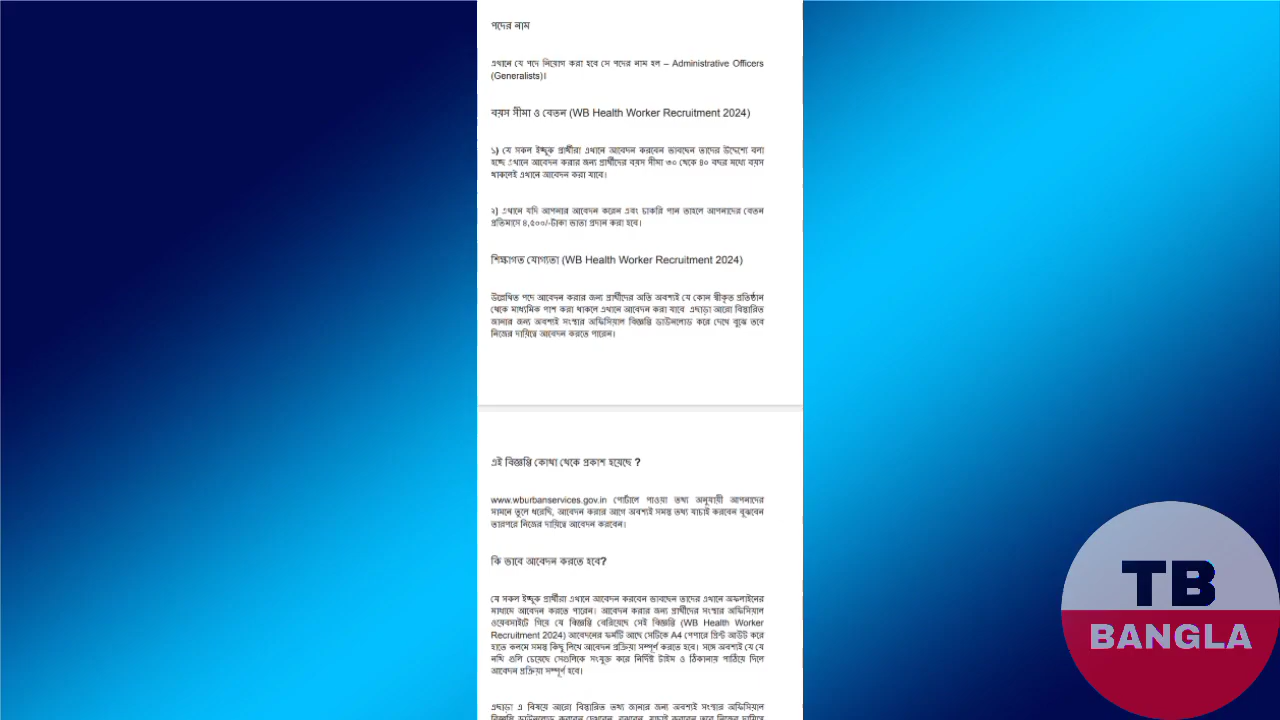 পদের নাম
এখানে যে পদে নিয়োগ করা হবে সে পদের নাম হল – Administrative Officers
(Generalists)।
বয়স সীমা ও বেতন (WB Health Worker Recruitment 2024)
১) যে সকল ইচ্ছুক প্রার্থীরা এখানে আবেদন করবেন ভাবছেন তাদের উদ্দেশ্যে বলা
হচ্ছে এখানে আবেদন করার জন্য প্রার্থীদের বয়স সীমা ৩০ থেকে ৪০ বছর মধ্যে বয়স
থাকলেই এখানে আবেদন করা যাবে।
২) এখানে যদি আপনার আবেদন করেন এবং চাকরি পান তাহলে আপনাদের বেতন
প্রতিমাসে ৪,৫০০/-টাকা ভাতা প্রদান করা হবে।
শিক্ষাগত যোগ্যতা (WB Health Worker Recruitment 2024)
উল্লেখিত পদে আবেদন করার জন্য প্রার্থীদের অতি অবশ্যই যে কোন স্বীকৃত প্রতিষ্ঠান
থেকে মাধ্যমিক পাশ করা থাকলে এখানে আবেদন করা যাবে এছাড়া আরো বিস্তারিত
জানার জন্য অবশ্যই সংস্থার অফিসিয়াল বিজ্ঞপ্তি ডাউনলোড করে দেখে বুঝে তবে
নিজের দায়িত্বে আবেদন করতে পারেন।
এই বিজ্ঞপ্তি কোথা থেকে প্রকাশ হয়েছে ?
www.wburbanservices.gov.in পোর্টালে পাওয়া তথ্য অনুযায়ী আপনাদের
সামনে তুলে ধরেছি, আবেদন করার আগে অবশ্যই সমস্ত তথ্য যাচাই করবেন বুঝবেন
তারপরে নিজের দায়িত্বে আবেদন করবেন।
কি ভাবে আবেদন করতে হবে?
যে সকল ইচ্ছুক প্রার্থীরা এখানে আবেদন করবেন ভাবছেন তাদের এখানে অফলাইনের
মাধ্যমে আবেদন করতে পারেন। আবেদন করার জন্য প্রার্থীদের সংস্থার অফিসিয়াল
ওয়েবসাইটে গিয়ে যে বিজ্ঞপ্তি বেরিয়েছে সেই বিজ্ঞপ্তি (WB Health Worker
Recruitment 2024) আবেদনের ফর্মটি আছে সেটিকে A4 পেপারে প্রিন্ট আউট করে
হাতে কলমে সমস্ত কিছু লিখে আবেদন প্রক্রিয়া সম্পূর্ণ করতে হবে। সঙ্গে অবশ্যই যে যে
নথি গুলি চেয়েছে সেগুলিকে সংযুক্ত করে নির্দিষ্ট টাইম ও ঠিকানায় পাঠিয়ে দিলে
আবেদন প্রক্রিয়া সম্পূর্ণ হবে।
এছাড়া এ বিষয়ে আরো বিস্তারিত তথ্য জানার জন্য অবশ্যই সংস্থার অফিসিয়াল
বিজ্ঞপ্তি ডাউনলোড করবেন দেখবেন, বুঝবেন, যাচাই করবেন তবে নিজের দায়িত্বে
TB
BANGLA